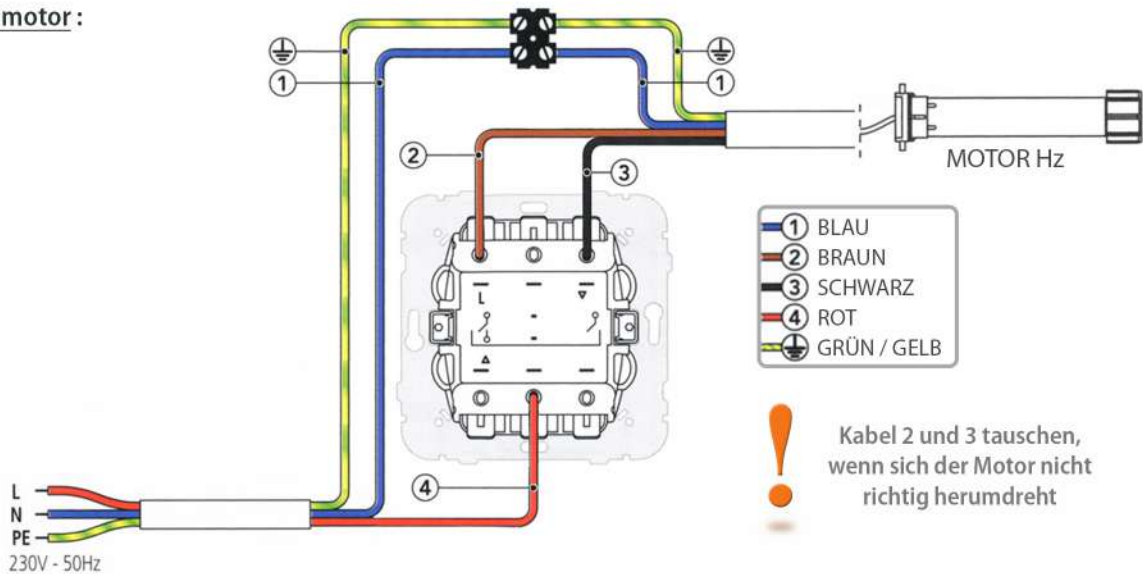 motor :
1
1
2
3
MOTOR Hz
1 BLAU
2 BRAUN
3 SCHWARZ
4 ROT
GRÜN / GELB
L
4
Kabel 2 und 3 tauschen,
wenn sich der Motor nicht
richtig herumdreht
L
N
PE
230V - 50Hz